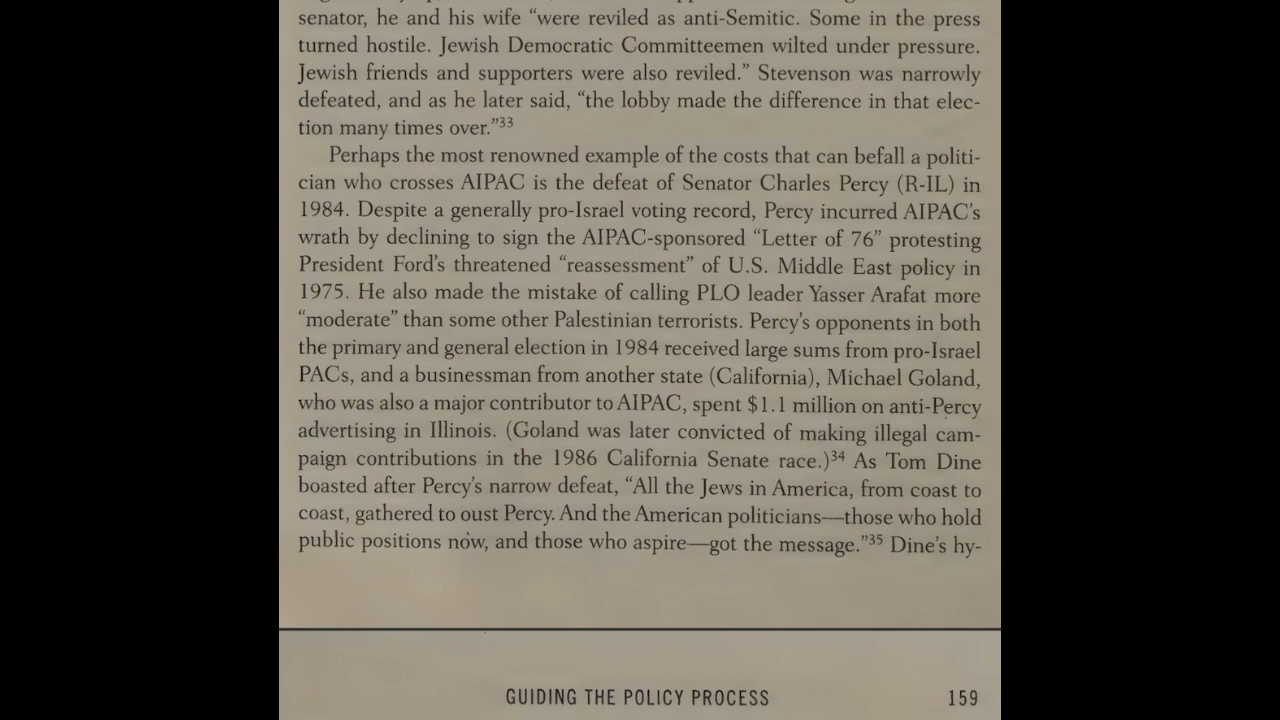 senator, he and his wife “were reviled as anti-Semitic. Some in the press
turned hostile. Jewish Democratic Committeemen wilted under pressure.
Jewish friends and supporters were also reviled.” Stevenson was narrowly
defeated, and as he later said, “the lobby made the difference in that elec-
tion many times over.”33
Perhaps the most renowned example of the costs that can befall a politi-
cian who crosses AIPAC is the defeat of Senator Charles Percy (R-IL) in
1984. Despite a generally pro-Israel voting record, Percy incurred AIPAC’s
wrath by declining to sign the AIPAC-sponsored “Letter of 76” protesting
President Ford’s threatened “reassessment” of U.S. Middle East policy in
1975. He also made the mistake of calling PLO leader Yasser Arafat more
“moderate” than some other Palestinian terrorists. Percy’s opponents in both
the primary and general election in 1984 received large sums from pro-Israel
PACs, and a businessman from another state (California), Michael Goland,
who was also a major contributor to AIPAC, spent $1.1 million on anti-Percy
advertising in Illinois. (Goland was later convicted of making illegal cam-
paign contributions in the 1986 California Senate race.)34 As Tom Dine
boasted after Percy’s narrow defeat, “All the Jews in America, from coast to
coast, gathered to oust Percy. And the American politicians—those who hold
public positions now, and those who aspire—got the message.”35 Dine’s hy-
GUIDING THE POLICY PROCESS 159